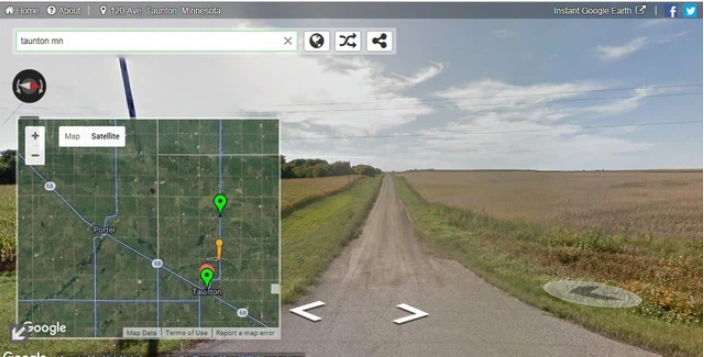 Home About | 120 Ave, Taunton, Minnesota Instant Google Earth |
taunton mn
+ Map Satellite
−
68
Porter
68
Taunton
68
Google Map Data Terms of Use Report a map error
Google